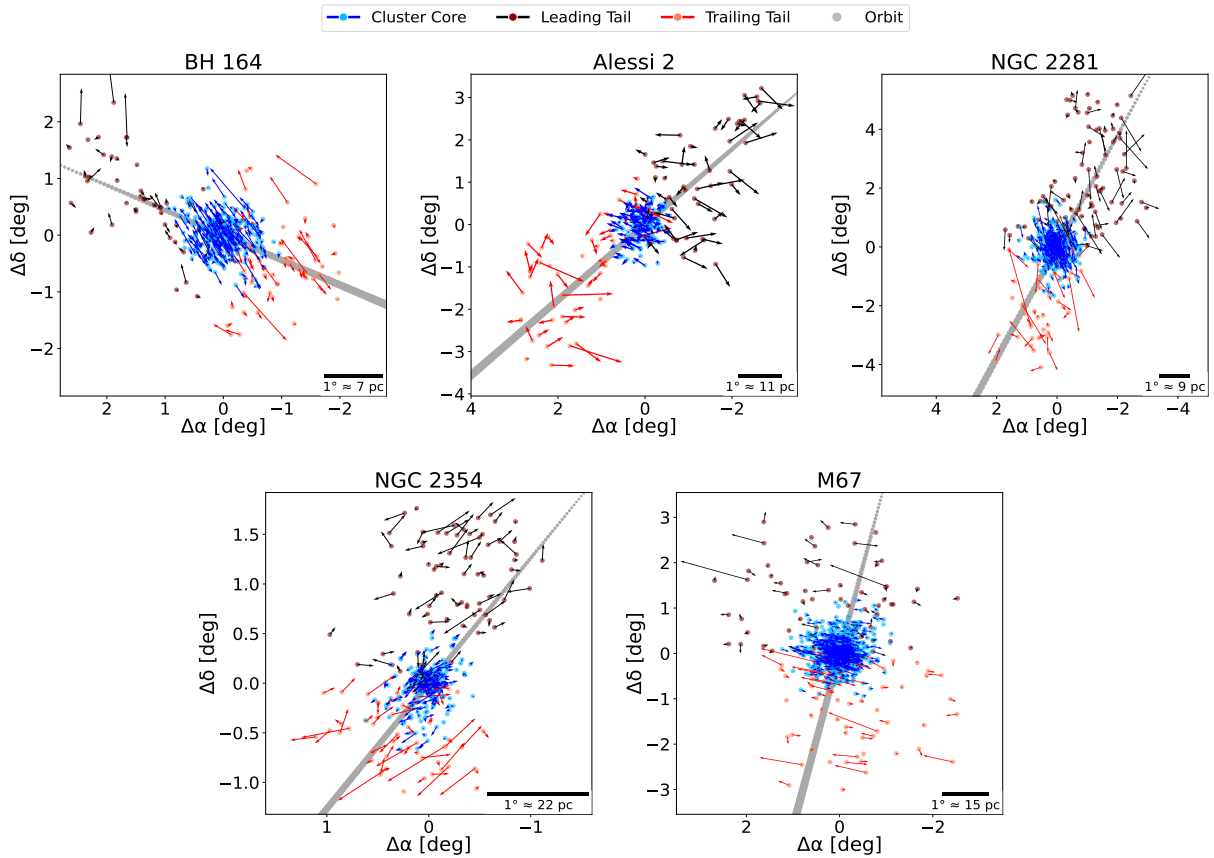 Cluster Core Leading Tail Trailing Tail Orbit
BH 164 Alessi 2 NGC 2281
Δδ [deg]
2
1
0
−1
−2
1° ≈ 7 pc
2 1 0 −1 −2
Δα [deg]
Δδ [deg]
3
2
1
0
−1
−2
−3
−4
1° ≈ 11 pc
4 2 0 −2
Δα [deg]
Δδ [deg]
4
2
0
−2
−4
1° ≈ 9 pc
4 2 0 −2 −4
Δα [deg]
NGC 2354 M67
Δδ [deg]
1.5
1.0
0.5
0.0
−0.5
−1.0
1° ≈ 22 pc
1 0 −1
Δα [deg]
Δδ [deg]
3
2
1
0
−1
−2
−3
1° ≈ 15 pc
2 0 −2
Δα [deg]